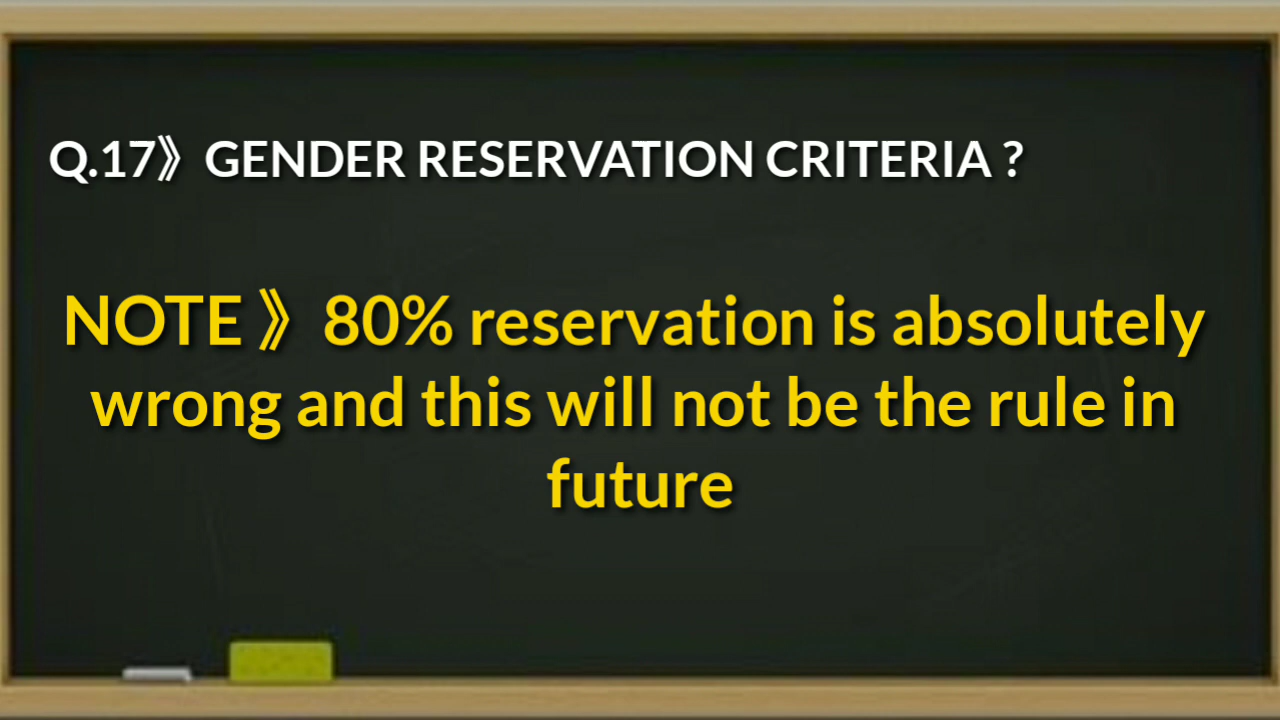 Q.17》 GENDER RESERVATION CRITERIA ?
NOTE 》 80% reservation is absolutely
wrong and this will not be the rule in
future